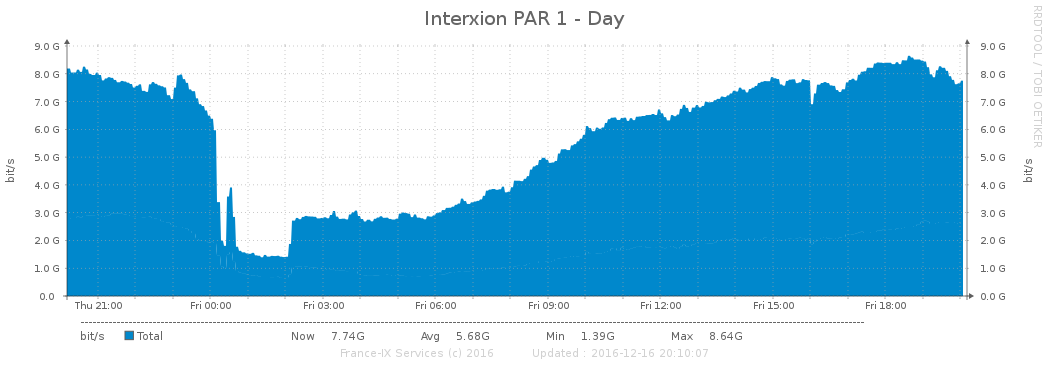 Interxion PAR 1 - Day
RRDTOOL / TOBI OETIKER
bit/s
9.0 G 9.0 G
8.0 G 8.0 G
7.0 G 7.0 G
6.0 G 6.0 G
5.0 G 5.0 G
4.0 G 4.0 G
3.0 G 3.0 G
2.0 G 2.0 G
1.0 G 1.0 G
0.0 0.0 G
bit/s
Thu 21:00 Fri 00:00 Fri 03:00 Fri 06:00 Fri 09:00 Fri 12:00 Fri 15:00 Fri 18:00
bit/s Total Now 7.74G Avg 5.68G Min 1.39G Max 8.64G
France-IX Services (c) 2016 Updated : 2016-12-16 20:10:07